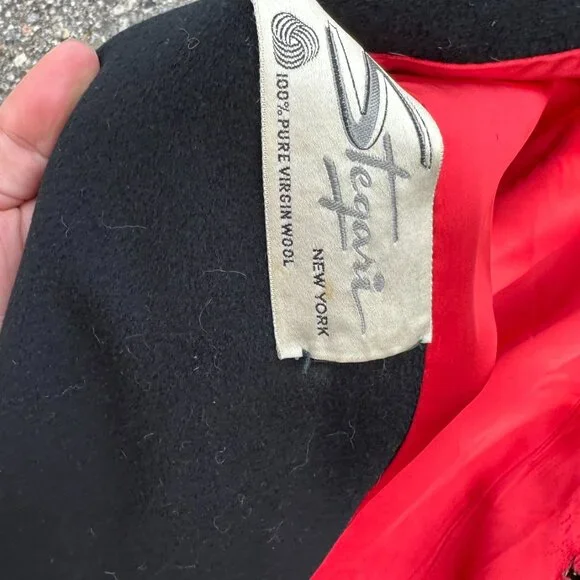 Stegari
NEW YORK
100% PURE VIRGIN WOOL